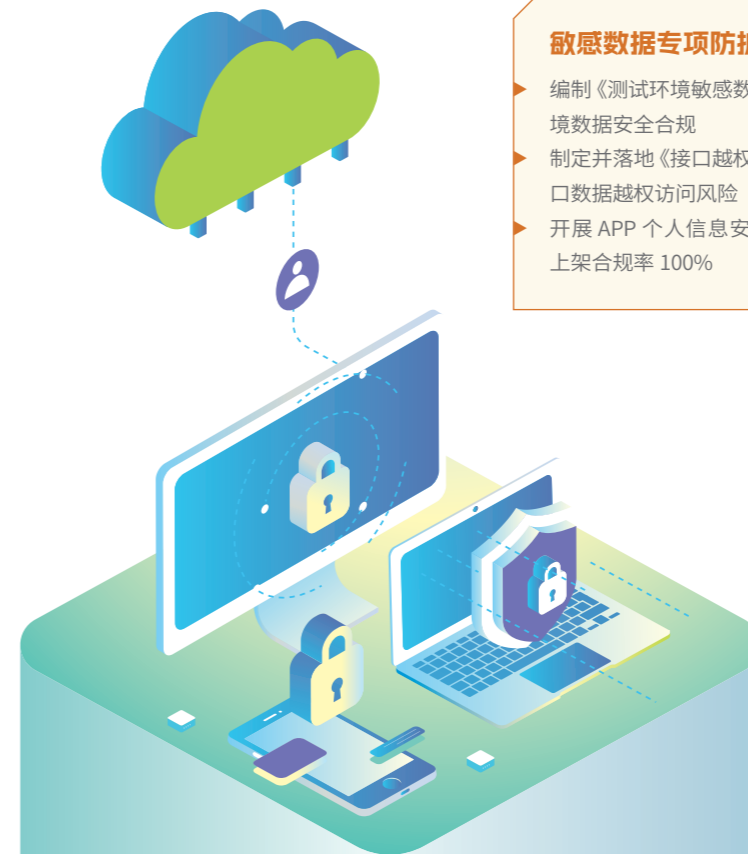 敏感数据专项防护
编制《测试环境敏感数
境数据安全合规
制定并落地《接口越权
口数据越权访问风险
开展 APP 个人信息安
上架合规率 100%